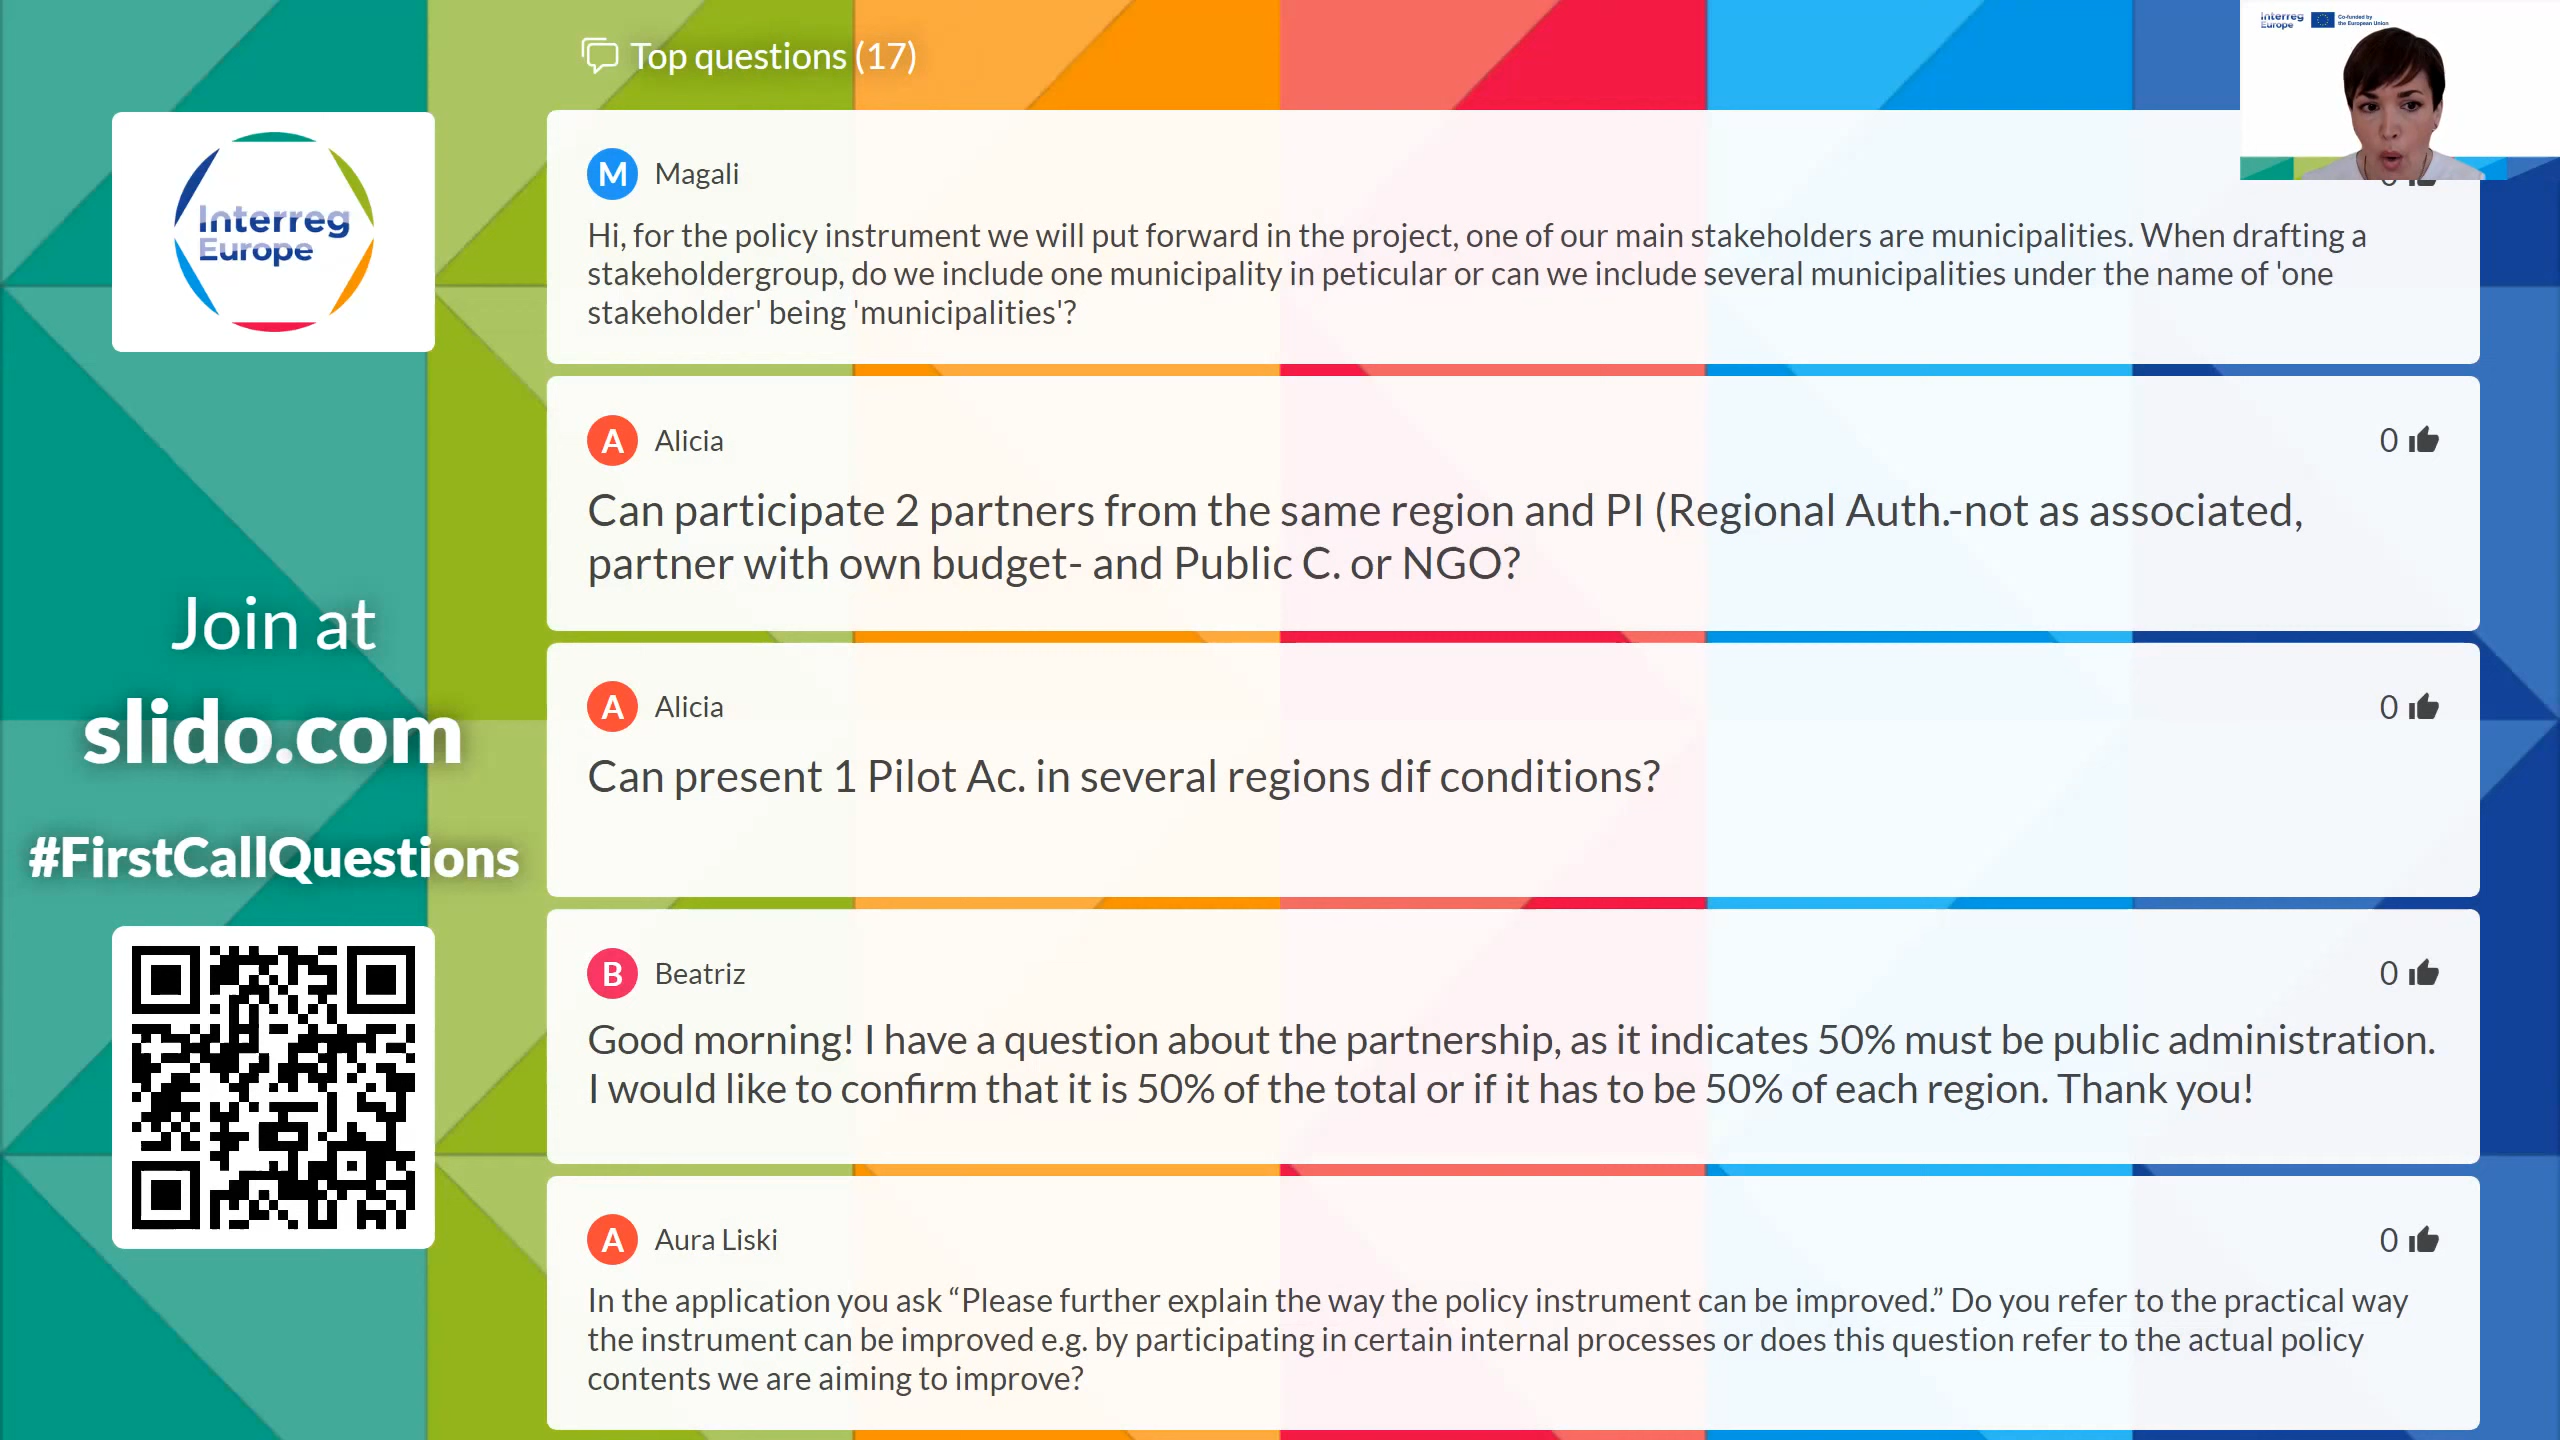 Top questions (17)
Interreg
Europe
Co-funded by
the European Union
Interreg
Europe
M Magali
Hi, for the policy instrument we will put forward in the project, one of our main stakeholders are municipalities. When drafting a
stakeholdergroup, do we include one municipality in peticular or can we include several municipalities under the name of 'one
stakeholder' being 'municipalities'?
A Alicia 0
Can participate 2 partners from the same region and PI (Regional Auth.-not as associated,
partner with own budget- and Public C. or NGO?
Join at
slido.com
#FirstCallQuestions
A Alicia 0
Can present 1 Pilot Ac. in several regions dif conditions?
B Beatriz 0
Good morning! I have a question about the partnership, as it indicates 50% must be public administration.
I would like to confirm that it is 50% of the total or if it has to be 50% of each region. Thank you!
A Aura Liski 0
In the application you ask “Please further explain the way the policy instrument can be improved.” Do you refer to the practical way
the instrument can be improved e.g. by participating in certain internal processes or does this question refer to the actual policy
contents we are aiming to improve?